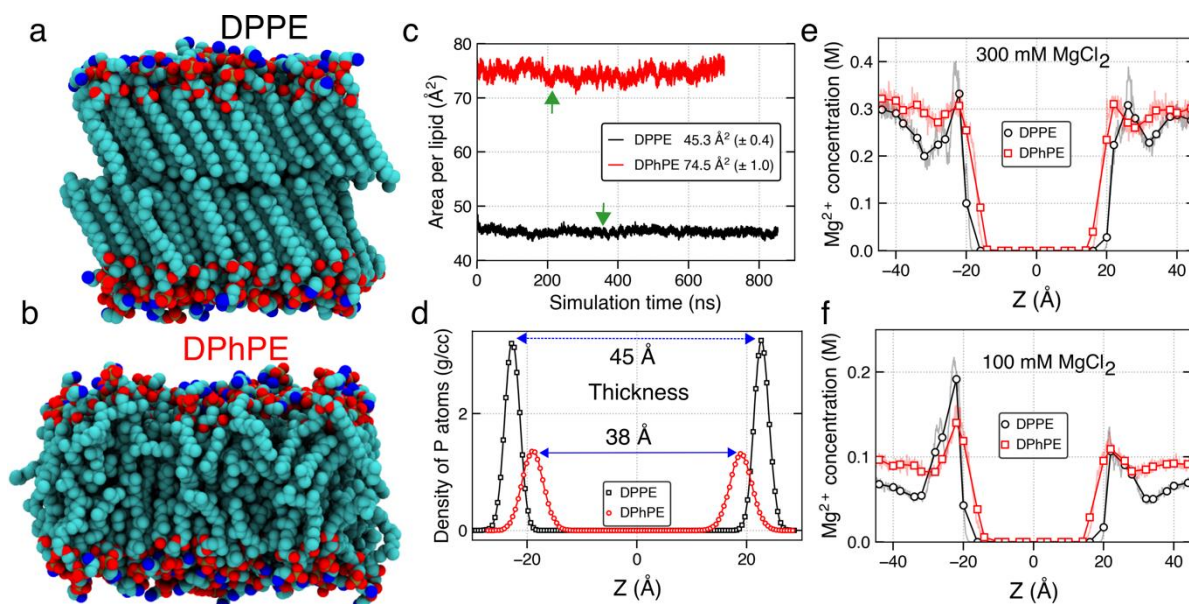 a
DPPE
b
DPhPE
c
Area per lipid (Å²)
80
70
60
50
40
DPPE 45.3 Å² (± 0.4)
DPhPE 74.5 Å² (± 1.0)
0
200
400
600
800
Simulation time (ns)
d
Density of P atoms (g/cc)
2
0
45 Å
Thickness
38 Å
DPPE
DPhPE
−20
0
20
Z (Å)
e
Mg²⁺ concentration (M)
0.4
0.3
0.2
0.1
0.0
300 mM MgCl₂
DPPE
DPhPE
−40
−20
0
20
40
Z (Å)
f
Mg²⁺ concentration (M)
0.2
0.1
0.0
100 mM MgCl₂
DPPE
DPhPE
−40
−20
0
20
40
Z (Å)